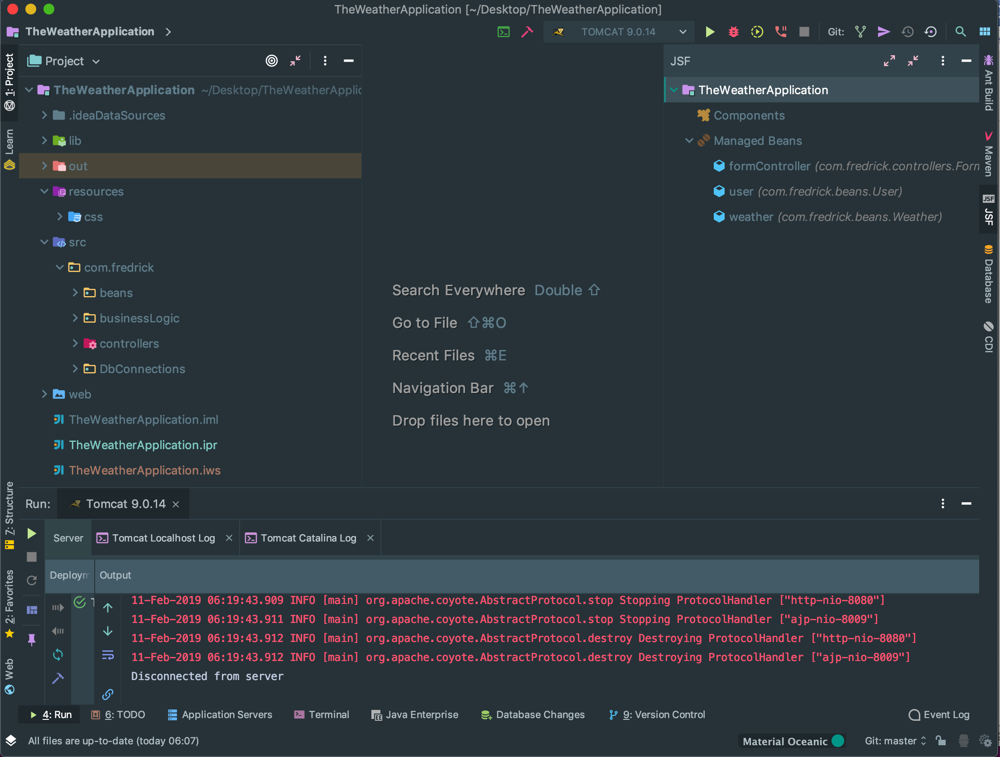 TheWeatherApplication [~/Desktop/TheWeatherApplication]
TheWeatherApplication
TOMCAT 9.0.14
Git:
Project
TheWeatherApplication ~/Desktop/TheWeatherApplic
.ideaDataSources
lib
out
resources
css
src
com.fredrick
beans
businessLogic
controllers
DbConnections
web
TheWeatherApplication.iml
TheWeatherApplication.ipr
TheWeatherApplication.iws
1: Project
Learn
7: Structure
2: Favorites
Web
Search Everywhere Double ⇧
Go to File ⇧⌘O
Recent Files ⌘E
Navigation Bar ⌘↑
Drop files here to open
JSF
TheWeatherApplication
Components
Managed Beans
formController (com.fredrick.controllers.Form
user (com.fredrick.beans.User)
weather (com.fredrick.beans.Weather)
Ant Build
Maven
JSF
JSF
Database
CDI
Run: Tomcat 9.0.14
Server Tomcat Localhost Log Tomcat Catalina Log
Deploym Output
T
11-Feb-2019 06:19:43.909 INFO [main] org.apache.coyote.AbstractProtocol.stop Stopping ProtocolHandler ["http-nio-8080"]
11-Feb-2019 06:19:43.911 INFO [main] org.apache.coyote.AbstractProtocol.stop Stopping ProtocolHandler ["ajp-nio-8009"]
11-Feb-2019 06:19:43.912 INFO [main] org.apache.coyote.AbstractProtocol.destroy Destroying ProtocolHandler ["http-nio-8080"]
11-Feb-2019 06:19:43.912 INFO [main] org.apache.coyote.AbstractProtocol.destroy Destroying ProtocolHandler ["ajp-nio-8009"]
Disconnected from server
4: Run 6: TODO Application Servers Terminal Java Enterprise Database Changes 9: Version Control Event Log
All files are up-to-date (today 06:07) Material Oceanic Git: master